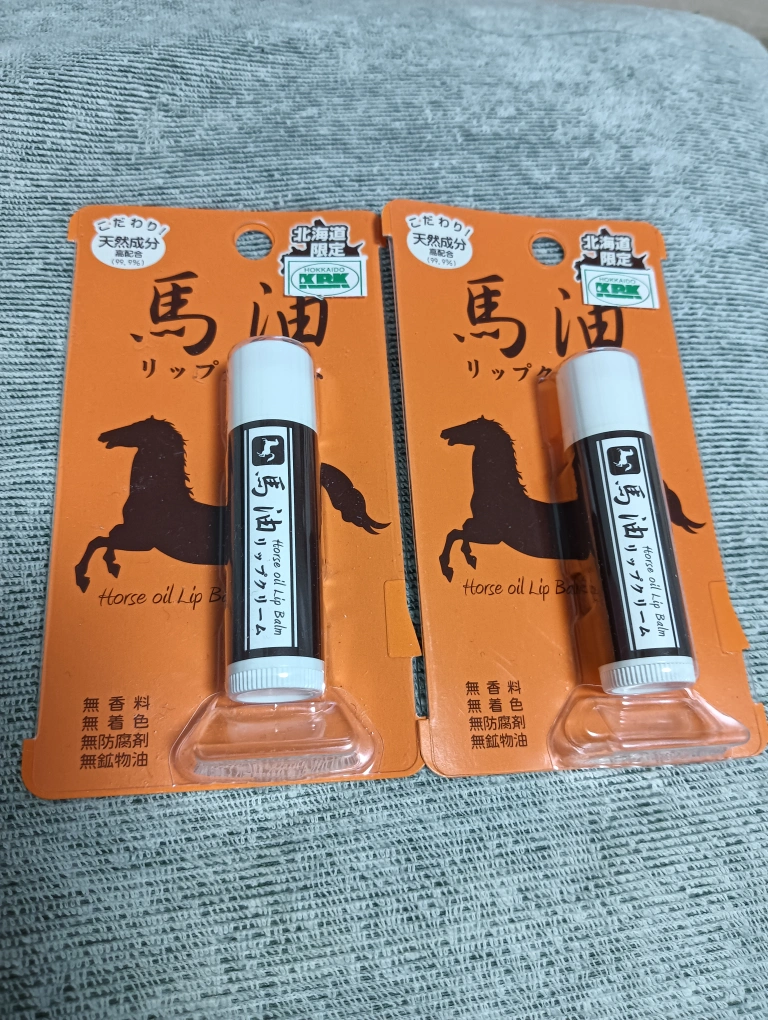 こだわり!
天然成分
高配合
(99.9%)
北海道
限定
HOKKAIDO
KRK
馬油
リップ
馬油
リップクリーム
Horse oil Lip Balm
Horse oil Lip B
無香料
無着色
無防腐剤
無鉱物油
こだわり!
天然成分
高配合
(99.9%)
北海道
限定
HOKKAIDO
KRK
馬油
リップク
馬油
リップクリーム
Horse oil Lip Balm
Horse oil Lip B
無香料
無着色
無防腐剤
無鉱物油